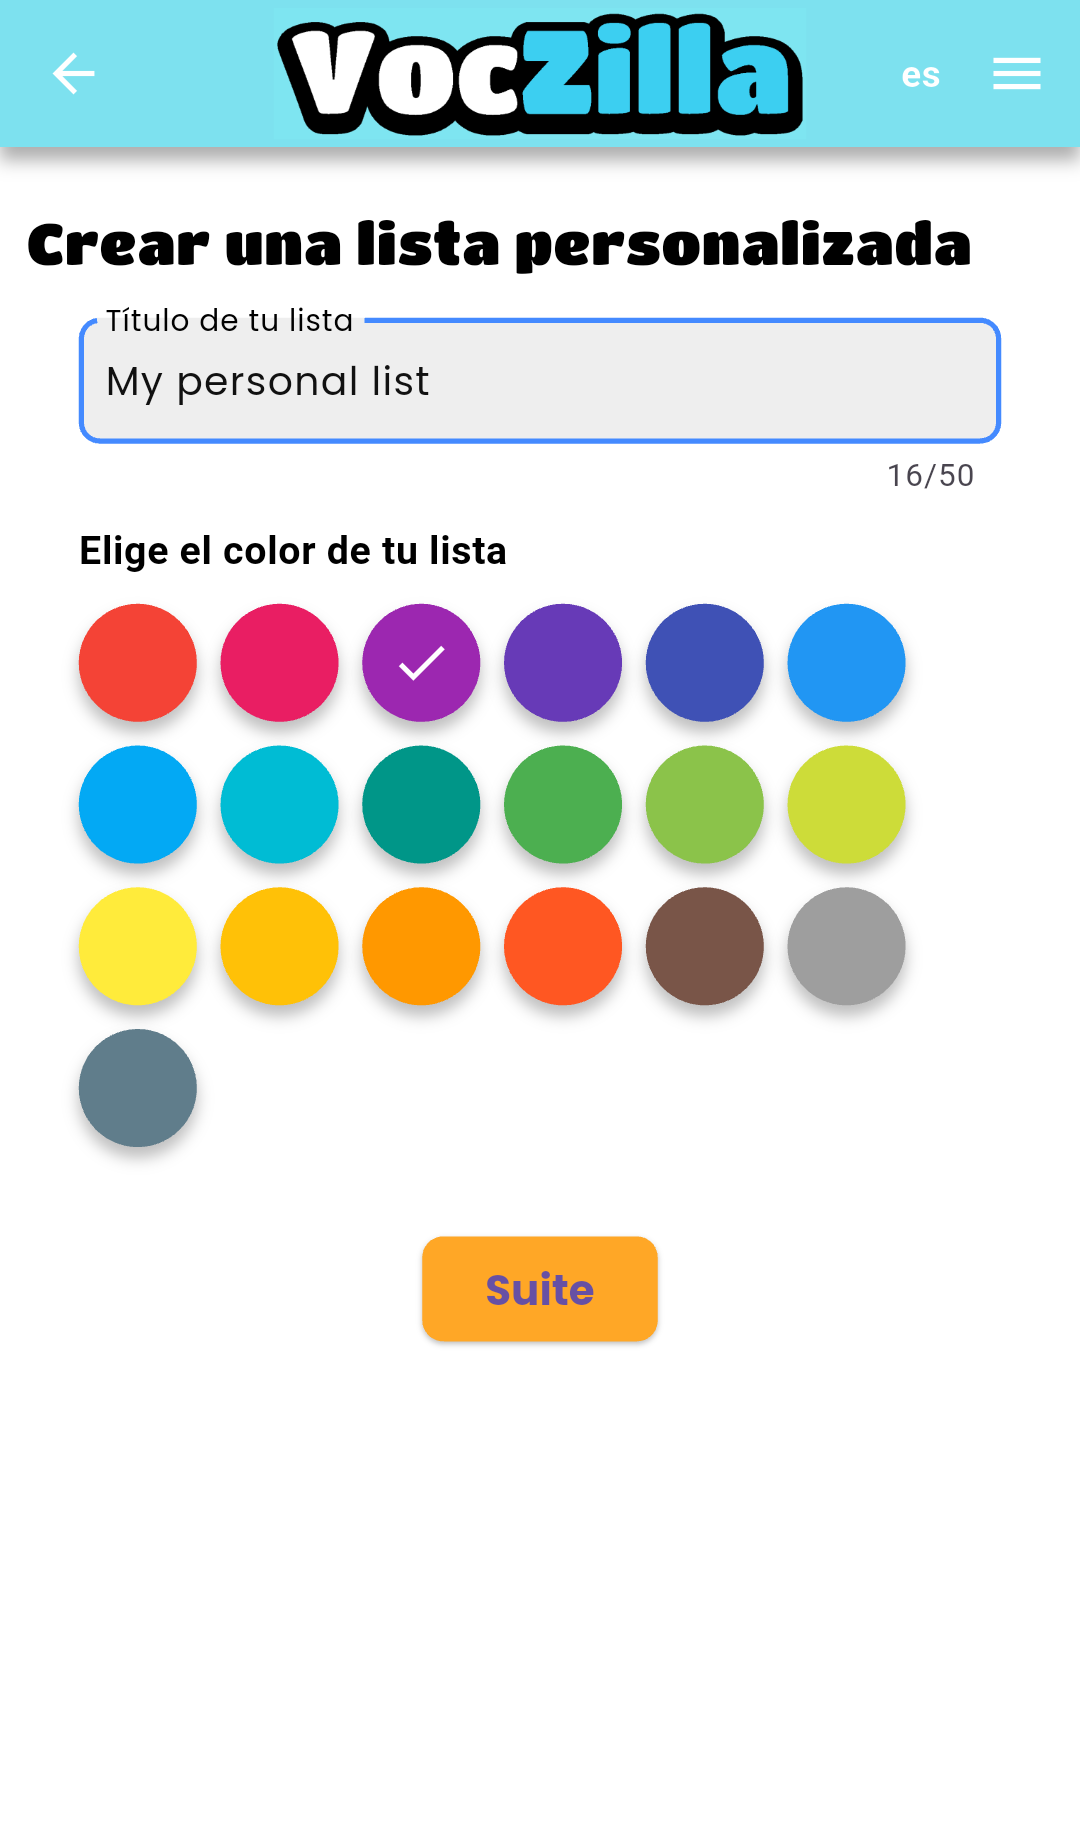 VocZilla
es
Crear una lista personalizada
Título de tu lista
My personal list
16/50
Elige el color de tu lista
Suite